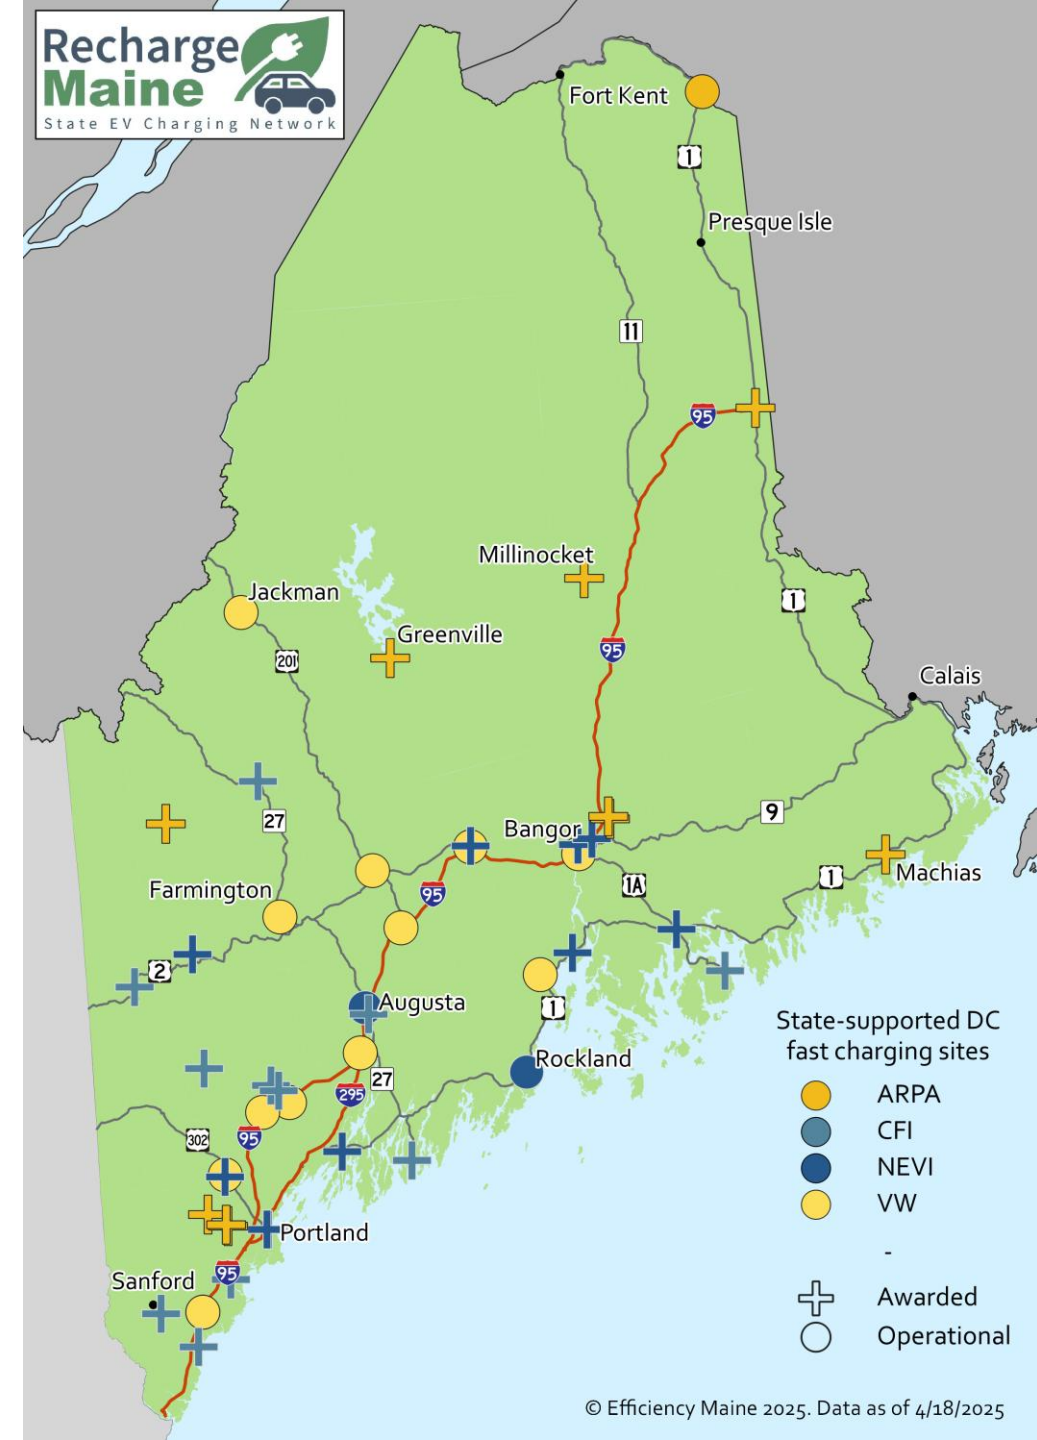 Recharge
Maine
State EV Charging Network
Fort Kent
1
Presque Isle
11
95
Millinocket
Jackman
1
Greenville
95
201
Calais
27
9
Bangor
Machias
1
1A
Farmington
95
2
Augusta
1
State-supported DC
fast charging sites
Rockland
27
295
ARPA
CFI
302
95
NEVI
VW
Portland
-
95
Sanford
Awarded
Operational
© Efficiency Maine 2025. Data as of 4/18/2025